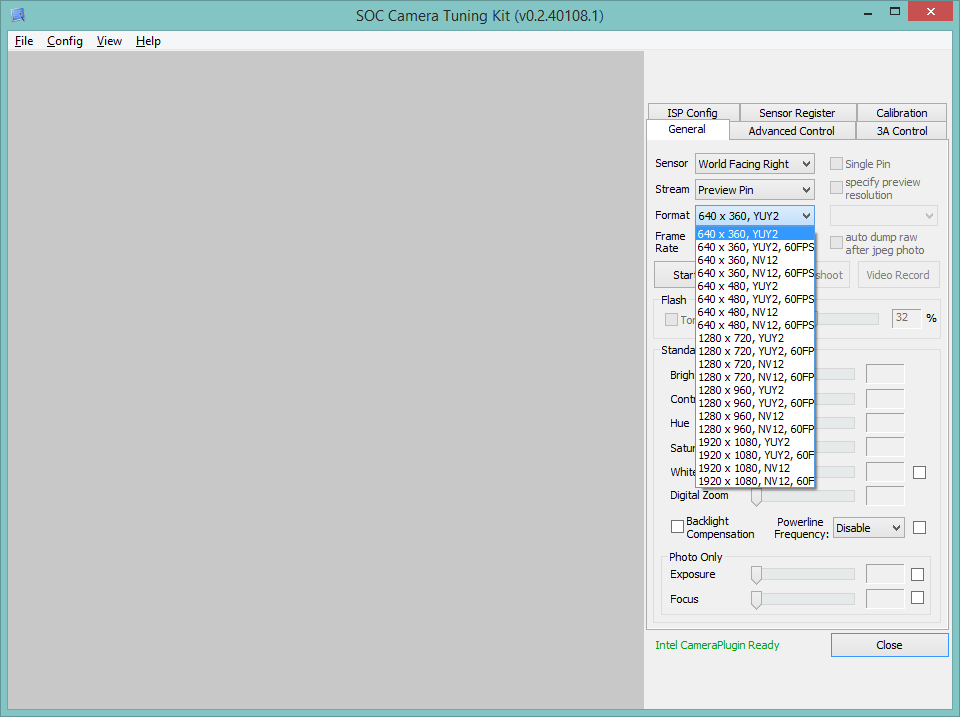 SOC Camera Tuning Kit (v0.2.40108.1)
File Config View Help
ISP Config Sensor Register Calibration
General Advanced Control 3A Control
Sensor World Facing Right Single Pin
Stream Preview Pin specify preview
resolution
Format 640 x 360, YUY2
Frame
Rate
auto dump raw
after jpeg photo
640 x 360, YUY2
640 x 360, YUY2, 60FPS
640 x 360, NV12
640 x 360, NV12, 60FPS
640 x 480, YUY2
640 x 480, YUY2, 60FPS
640 x 480, NV12
640 x 480, NV12, 60FPS
1280 x 720, YUY2
1280 x 720, YUY2, 60FP
1280 x 720, NV12
1280 x 720, NV12, 60FP
1280 x 960, YUY2
1280 x 960, YUY2, 60FP
1280 x 960, NV12
1280 x 960, NV12, 60FP
1920 x 1080, YUY2
1920 x 1080, YUY2, 60F
1920 x 1080, NV12
1920 x 1080, NV12, 60F
Star shoot Video Record
Flash
Tor 32 %
Standa
Brigh
Contr
Hue
Satur
White
Digital Zoom
Backlight
Compensation
Powerline
Frequency: Disable
Photo Only
Exposure
Focus
Intel CameraPlugin Ready Close